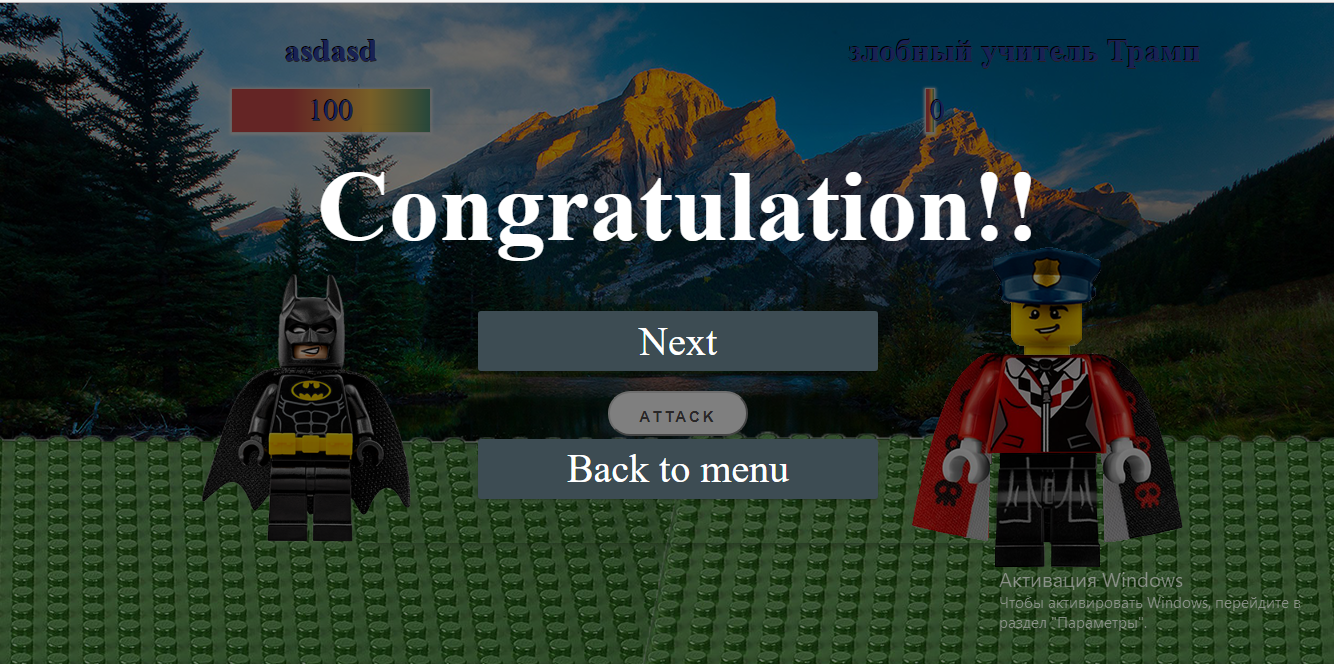 asdasd
злобный учитель Трамп
100
0
Congratulation!!
Next
ATTACK
Back to menu
Активация Windows
Чтобы активировать Windows, перейдите в
раздел "Параметры".